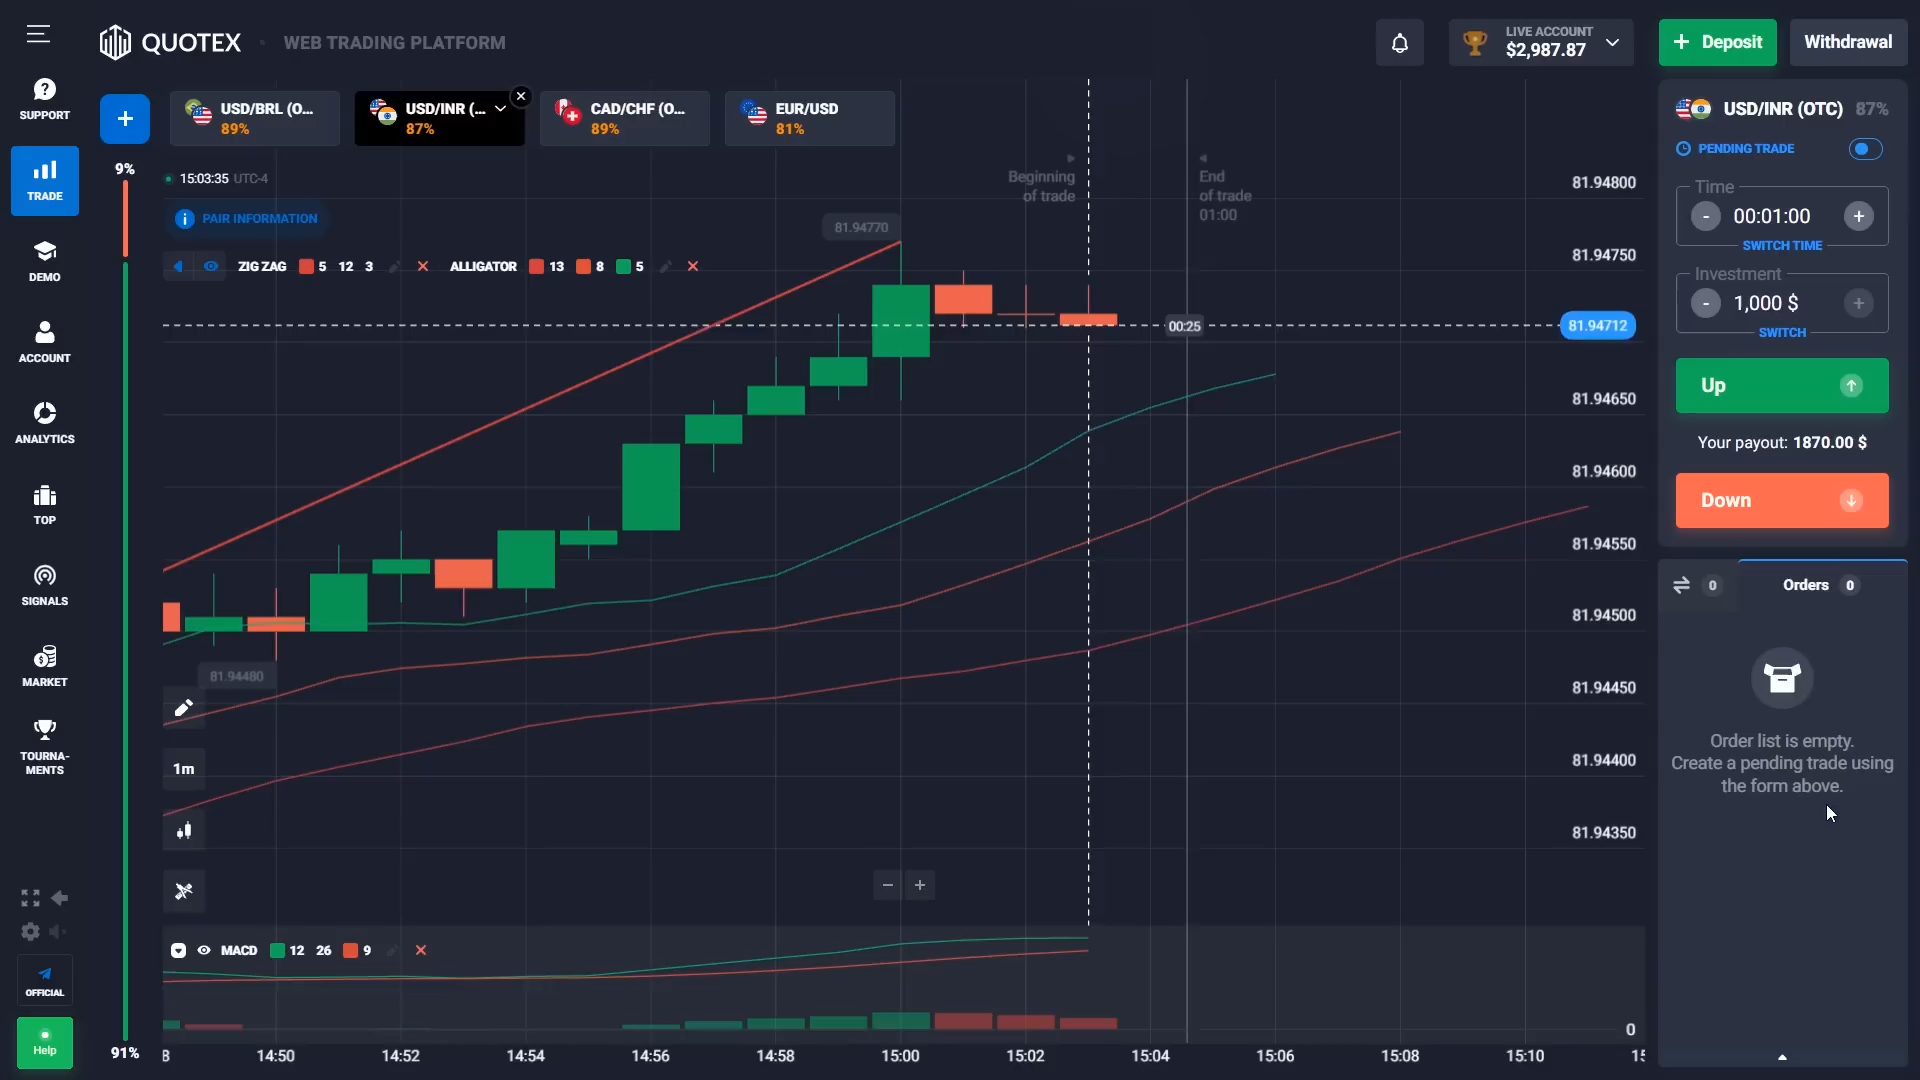 QUOTEX
WEB TRADING PLATFORM
LIVE ACCOUNT
$2,987.87
+ Deposit
Withdrawal
SUPPORT
TRADE
DEMO
ACCOUNT
ANALYTICS
TOP
SIGNALS
MARKET
TOURNA-
MENTS
OFFICIAL
Help
+
USD/BRL (O...
89%
USD/INR (...
87%
CAD/CHF (O...
89%
EUR/USD
81%
9%
91%
15:03:35 UTC-4
PAIR INFORMATION
ZIG ZAG 5 12 3
ALLIGATOR 13 8 5
Beginning
of trade
End
of trade
01:00
81.94770
81.94480
00:25
81.94800
81.94750
81.94712
81.94650
81.94600
81.94550
81.94500
81.94450
81.94400
81.94350
1m
MACD 12 26 9
0
8 14:50 14:52 14:54 14:56 14:58 15:00 15:02 15:04 15:06 15:08 15:10 15
USD/INR (OTC) 87%
PENDING TRADE
Time
- 00:01:00 +
SWITCH TIME
Investment
- 1,000 $ +
SWITCH
Up
Your payout: 1870.00 $
Down
0
Orders 0
Order list is empty.
Create a pending trade using
the form above.